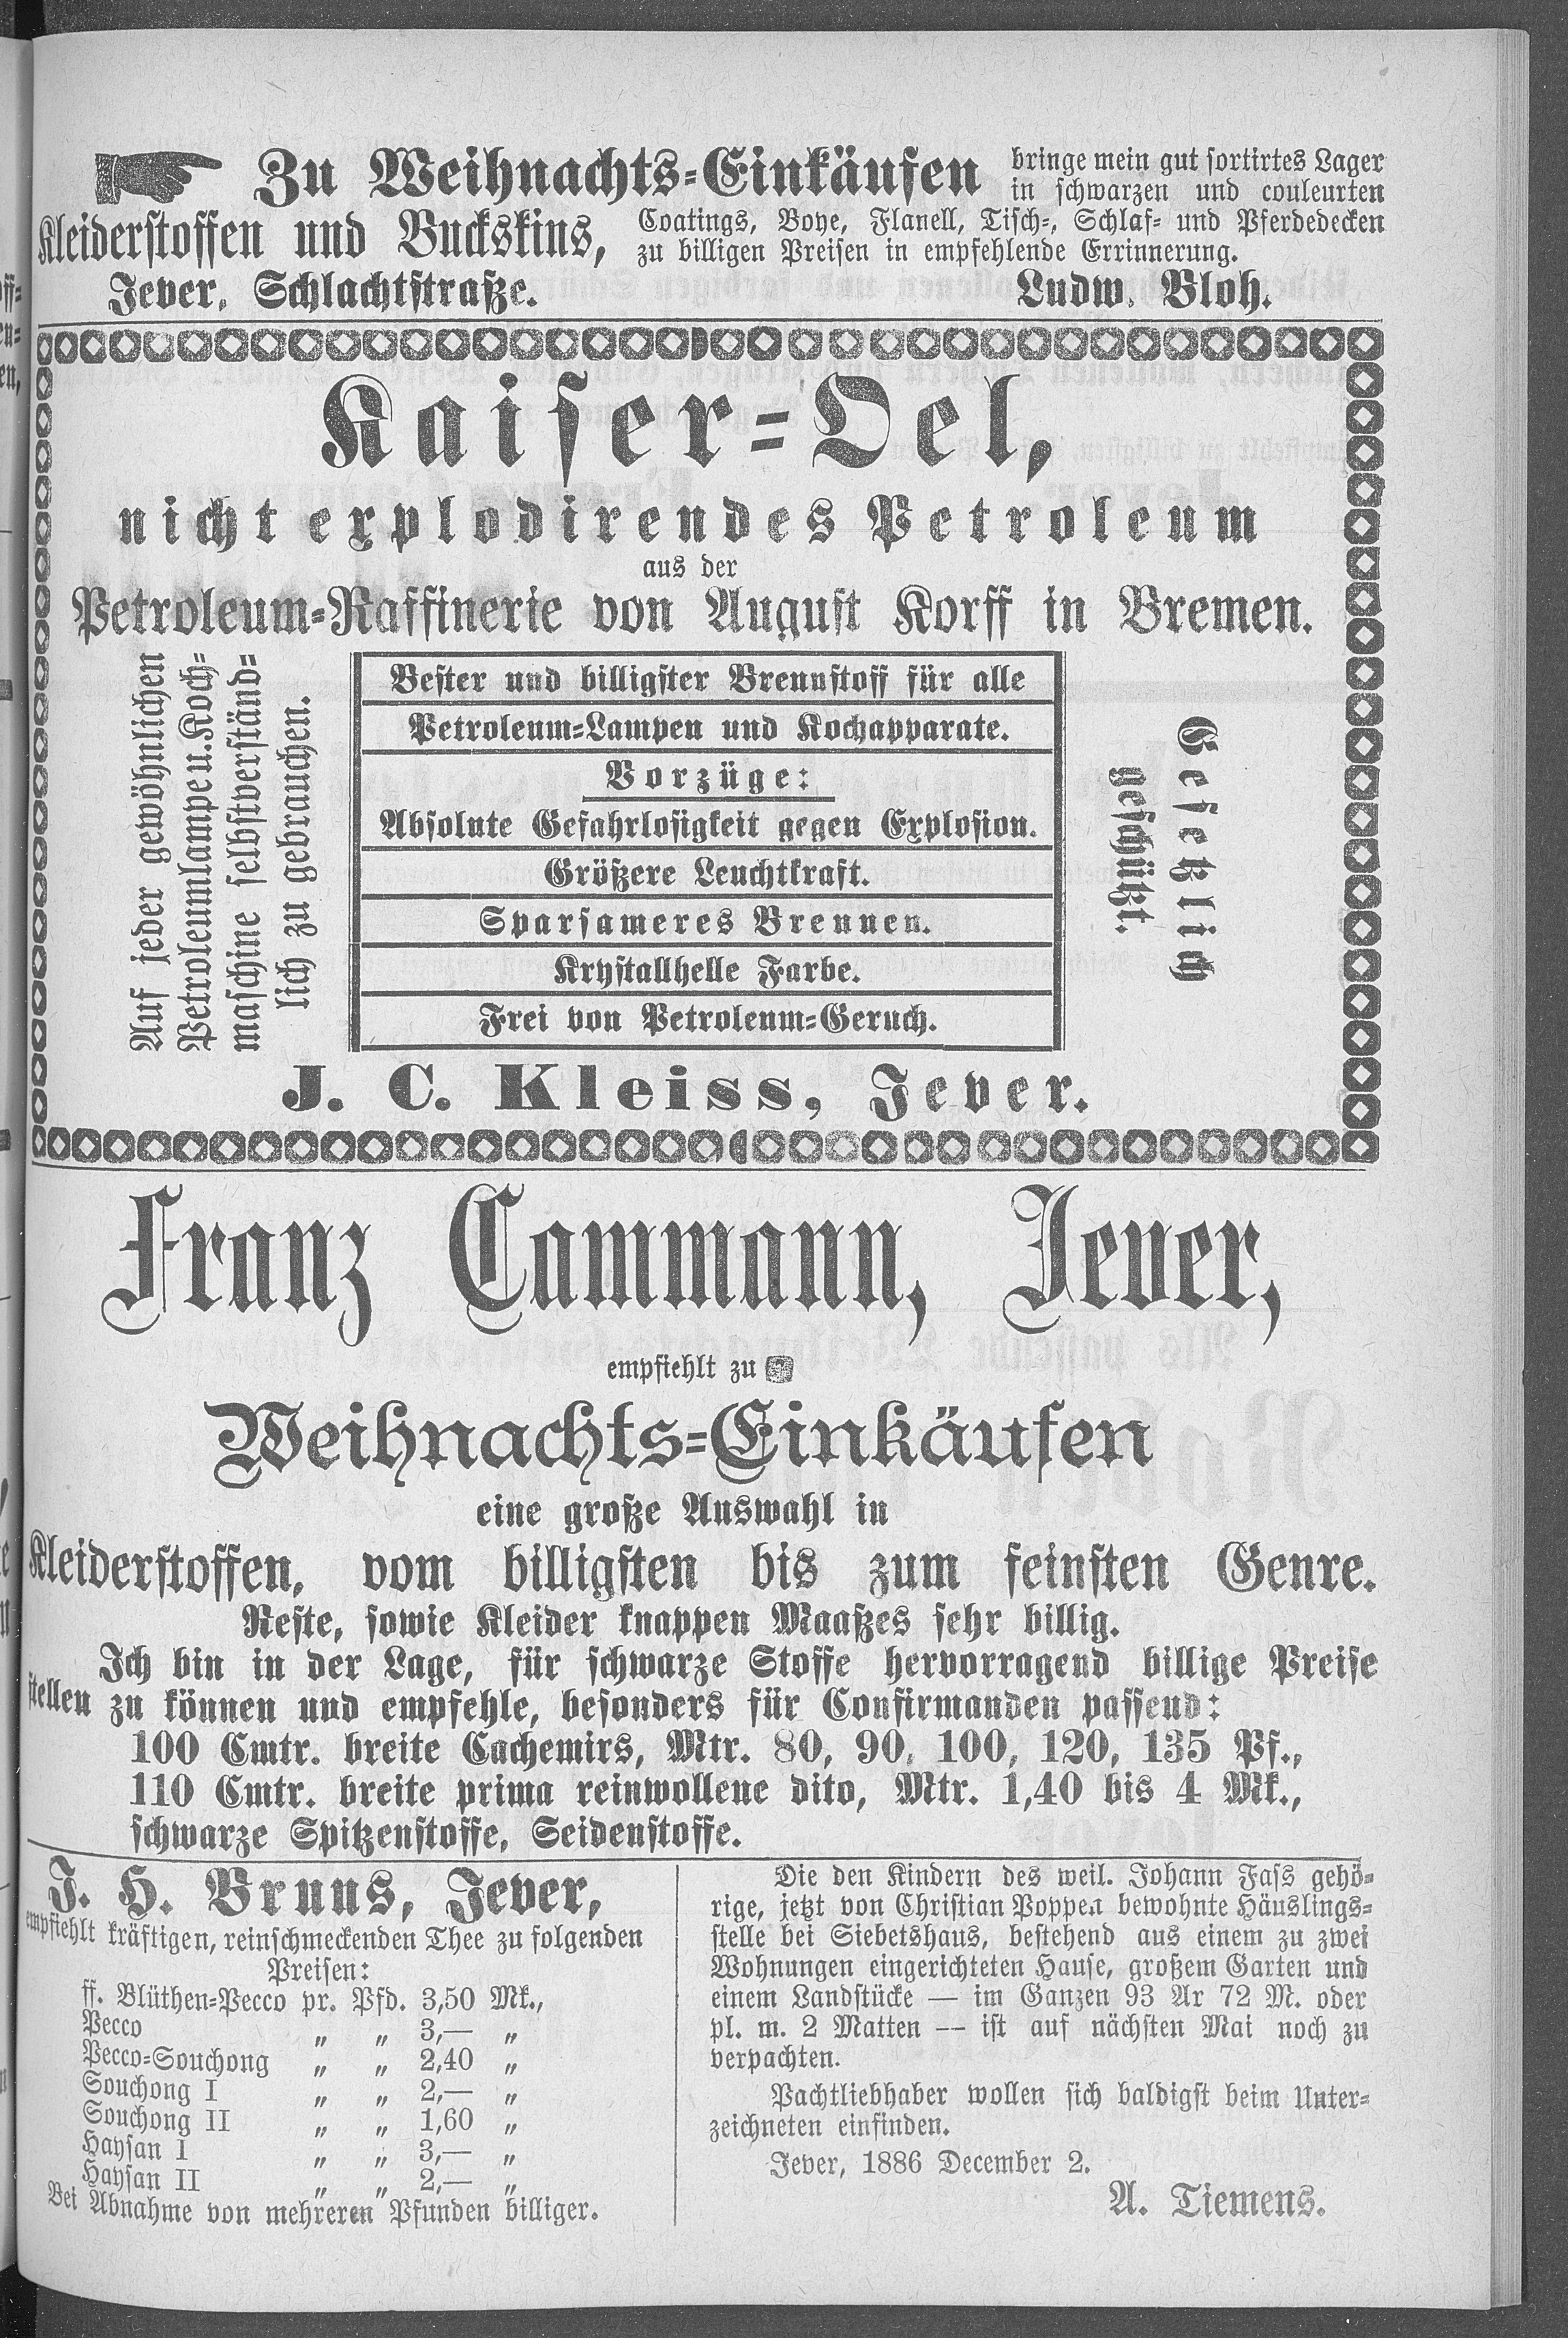 Zu Weihnachts-Einkäufen bringe mein gut sortirtes Lager
in schwarzen und couleurten
Kleiderstoffen und Buckskins, Coatings, Boye, Flanell, Tisch-, Schlaf- und Pferdedecken
zu billigen Preisen in empfehlende Errinnerung.
Jever, Schlachtstraße. Ludw. Bloh.
Kaiser-Oel,
nicht explodirendes Petroleum
aus der
Petroleum-Raffinerie von August Korff in Bremen.
Auf jeder gewöhnlichen
Petroleumlampe u. Koch-
maschine selbstverständ-
lich zu gebrauchen.
Bester und billigster Brennstoff für alle
Petroleum-Lampen und Kochapparate.
Vorzüge:
Absolute Gefahrlosigkeit gegen Explosion.
Größere Leuchtkraft.
Sparsameres Brennen.
Krystallhelle Farbe.
Frei von Petroleum-Geruch.
Gesetzlich
geschützt.
J. C. Kleiss, Jever.
Franz Cammann, Jever,
empfiehlt zu
Weihnachts-Einkäufen
eine große Auswahl in
Kleiderstoffen, vom billigsten bis zum feinsten Genre.
Reste, sowie Kleider knappen Maaßes sehr billig.
Ich bin in der Lage, für schwarze Stoffe hervorragend billige Preise
stellen zu können und empfehle, besonders für Confirmanden passend:
100 Cmtr. breite Cachemirs, Mtr. 80, 90, 100, 120, 135 Pf.,
110 Cmtr. breite prima reinwollene dito, Mtr. 1,40 bis 4 Mk.,
schwarze Spitzenstoffe, Seidenstoffe.
J. H. Bruns, Jever,
empfiehlt kräftigen, reinschmeckenden Thee zu folgenden
Preisen:
ff. Blüthen-Pecco pr. Pfd. 3,50 Mk.,
Pecco „ „ 3,— „
Pecco-Souchong „ „ 2,40 „
Souchong I „ „ 2,— „
Souchong II „ „ 1,60 „
Haysan I „ „ 3,— „
Haysan II „ „ 2,— „
Bei Abnahme von mehreren Pfunden billiger.
Die den Kindern des weil. Johann Fass gehö-
rige, jetzt von Christian Poppen bewohnte Häuslings-
stelle bei Siebetshaus, bestehend aus einem zu zwei
Wohnungen eingerichteten Hause, großem Garten und
einem Landstücke — im Ganzen 93 Ar 72 M. oder
pl. m. 2 Matten — ist auf nächsten Mai noch zu
verpachten.
Pachtliebhaber wollen sich baldigst beim Unter-
zeichneten einfinden.
Jever, 1886 December 2.
A. Tiemens.